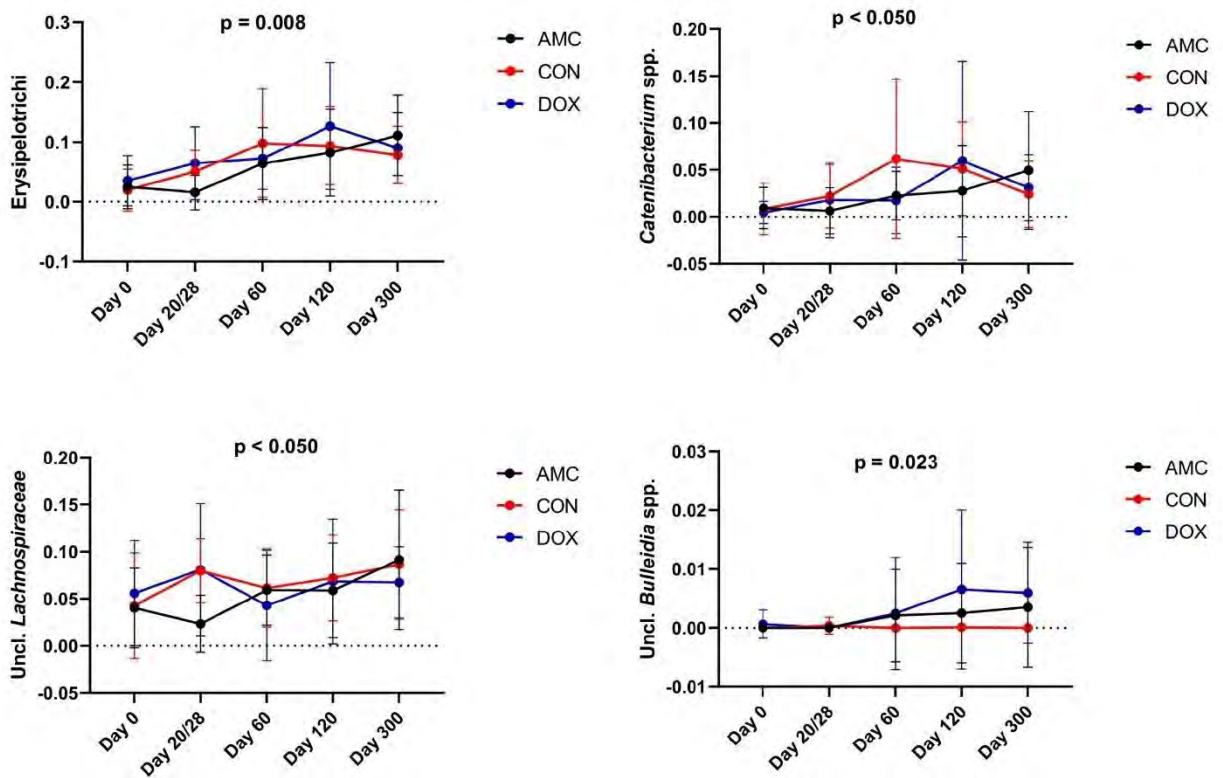 p = 0.008
Erysipelotrichi
0.3
0.2
0.1
0.0
-0.1
Day 0
Day 20/28
Day 60
Day 120
Day 300
AMC
CON
DOX
p < 0.050
Catenibacterium spp.
0.20
0.15
0.10
0.05
0.00
-0.05
Day 0
Day 20/28
Day 60
Day 120
Day 300
AMC
CON
DOX
p < 0.050
Uncl. Lachnospiraceae
0.20
0.15
0.10
0.05
0.00
-0.05
Day 0
Day 20/28
Day 60
Day 120
Day 300
AMC
CON
DOX
p = 0.023
Uncl. Bulleidia spp.
0.03
0.02
0.01
0.00
-0.01
Day 0
Day 20/28
Day 60
Day 120
Day 300
AMC
CON
DOX